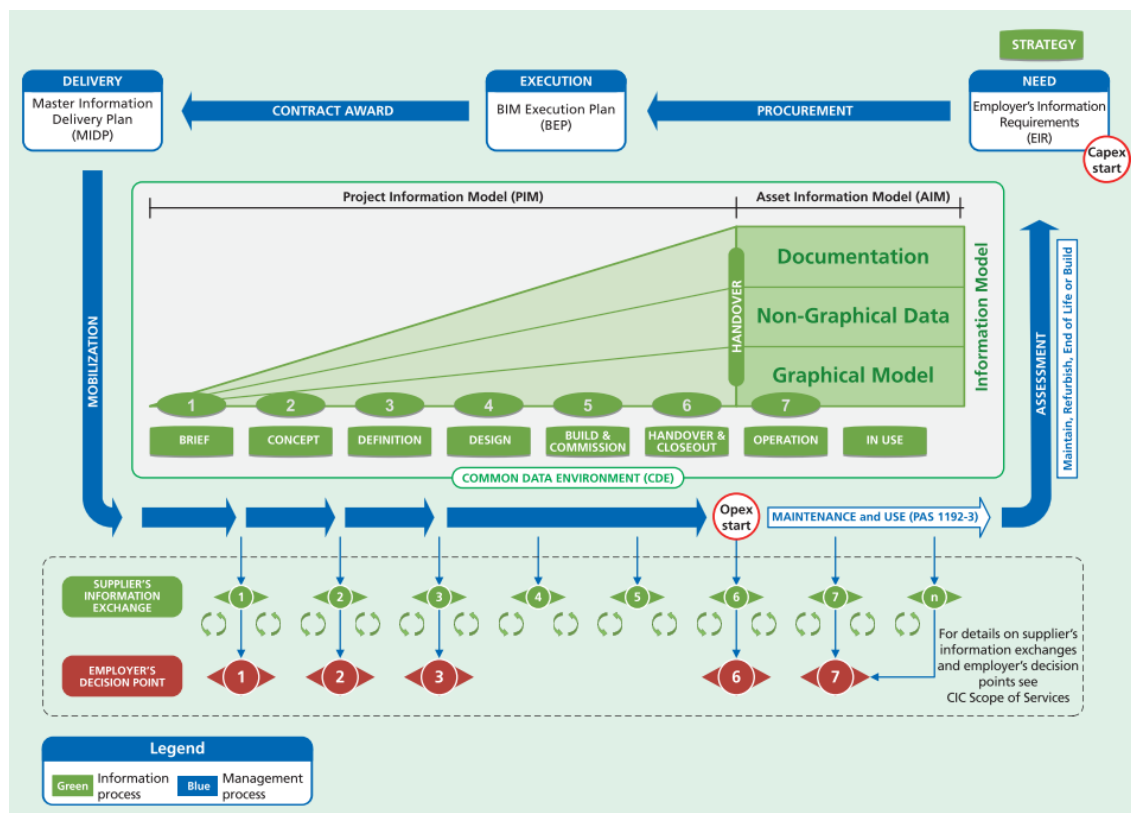 STRATEGY
DELIVERY
Master Information
Delivery Plan
(MIDP)
CONTRACT AWARD
EXECUTION
BIM Execution Plan
(BEP)
PROCUREMENT
NEED
Employer's Information
Requirements
(EIR)
Capex
start
Project Information Model (PIM)
Asset Information Model (AIM)
Documentation
Non-Graphical Data
Graphical Model
HANDOVER
Information Model
MOBILIZATION
ASSESSMENT
Maintain, Refurbish, End of Life or Build
1 2 3 4 5 6 7
BRIEF
CONCEPT
DEFINITION
DESIGN
BUILD &
COMMISSION
HANDOVER &
CLOSEOUT
OPERATION
IN USE
COMMON DATA ENVIRONMENT (CDE)
Opex
start
MAINTENANCE and USE (PAS 1192-3)
SUPPLIER'S
INFORMATION
EXCHANGE
1 2 3 4 5 6 7 n
For details on supplier's
information exchanges
and employer's decision
points see
CIC Scope of Services
EMPLOYER'S
DECISION POINT
1 2 3 6 7
Legend
Green Information
process
Blue Management
process